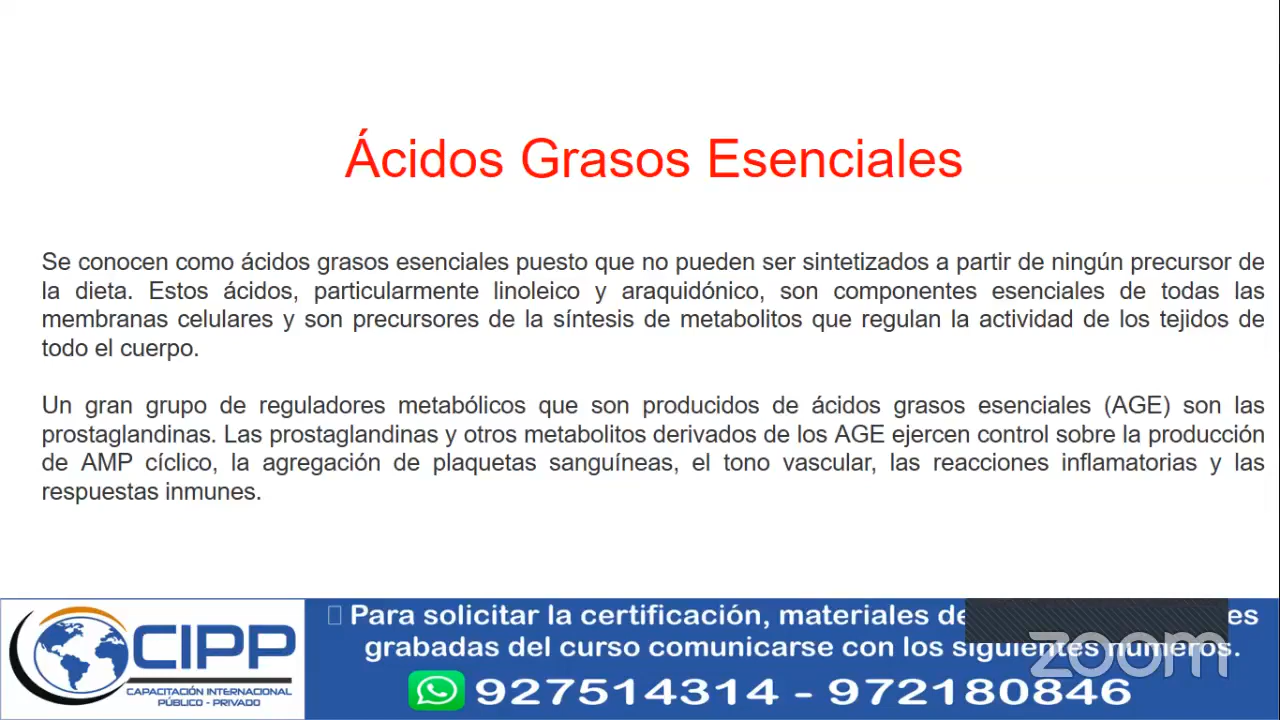 Ácidos Grasos Esenciales
Se conocen como ácidos grasos esenciales puesto que no pueden ser sintetizados a partir de ningún precursor de
la dieta. Estos ácidos, particularmente linoleico y araquidónico, son componentes esenciales de todas las
membranas celulares y son precursores de la síntesis de metabolitos que regulan la actividad de los tejidos de
todo el cuerpo.
Un gran grupo de reguladores metabólicos que son producidos de ácidos grasos esenciales (AGE) son las
prostaglandinas. Las prostaglandinas y otros metabolitos derivados de los AGE ejercen control sobre la producción
de AMP cíclico, la agregación de plaquetas sanguíneas, el tono vascular, las reacciones inflamatorias y las
respuestas inmunes.
CIPP
CAPACITACIÓN INTERNACIONAL
PÚBLICO - PRIVADO
Para solicitar la certificación, materiales
grabadas del curso comunicarse con los siguientes números.
927514314 - 972180846
zoom